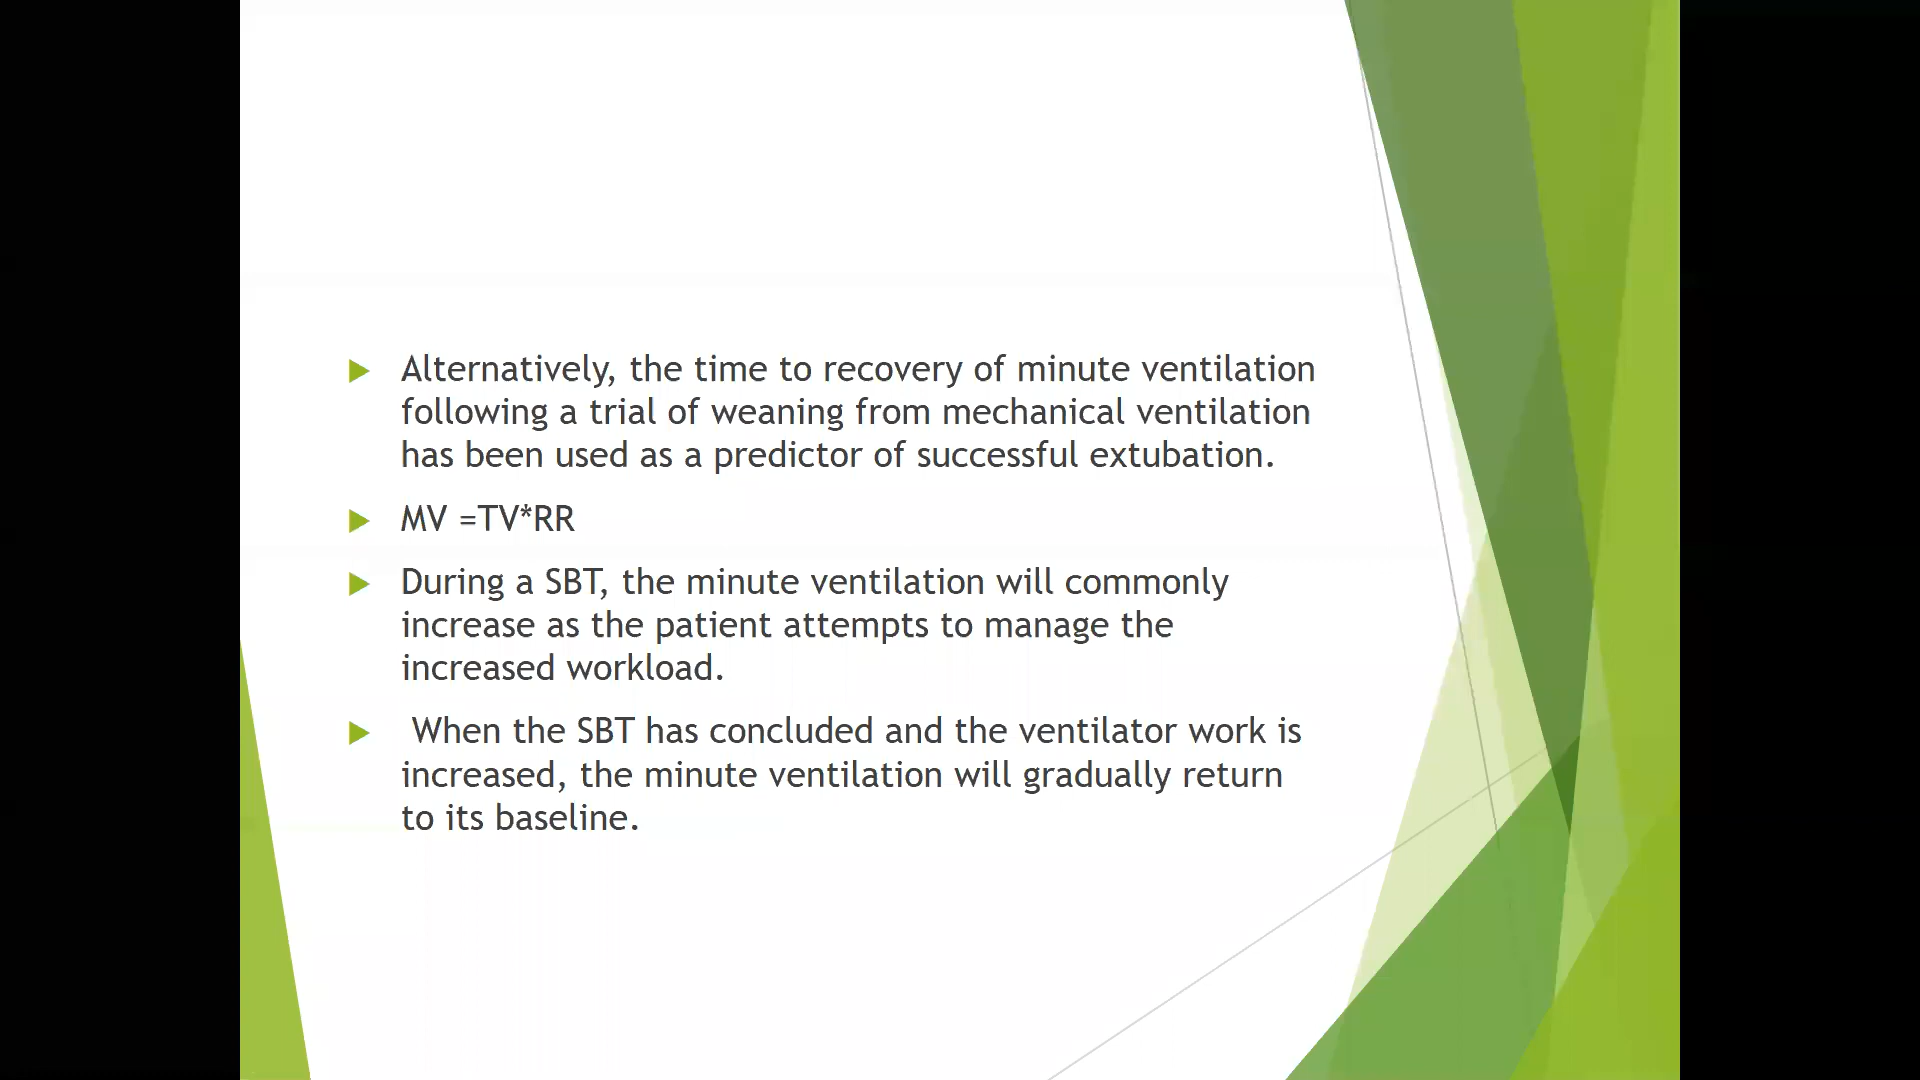 Alternatively, the time to recovery of minute ventilation
following a trial of weaning from mechanical ventilation
has been used as a predictor of successful extubation.
MV =TV*RR
During a SBT, the minute ventilation will commonly
increase as the patient attempts to manage the
increased workload.
When the SBT has concluded and the ventilator work is
increased, the minute ventilation will gradually return
to its baseline.